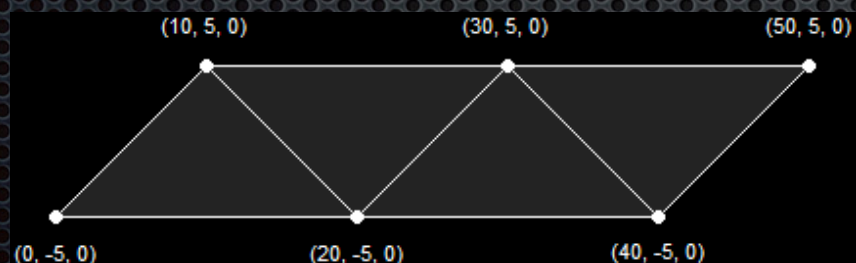 (10, 5, 0) (30, 5, 0) (50, 5, 0)
(0, -5, 0) (20, -5, 0) (40, -5, 0)